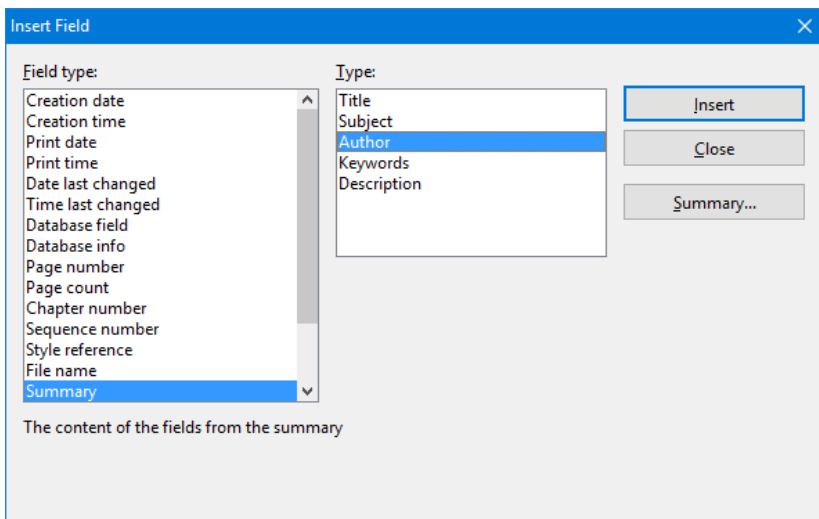 Insert Field
Field type:
Creation date
Creation time
Print date
Print time
Date last changed
Time last changed
Database field
Database info
Page number
Page count
Chapter number
Sequence number
Style reference
File name
Summary
Type:
Title
Subject
Author
Keywords
Description
Insert
Close
Summary...
The content of the fields from the summary